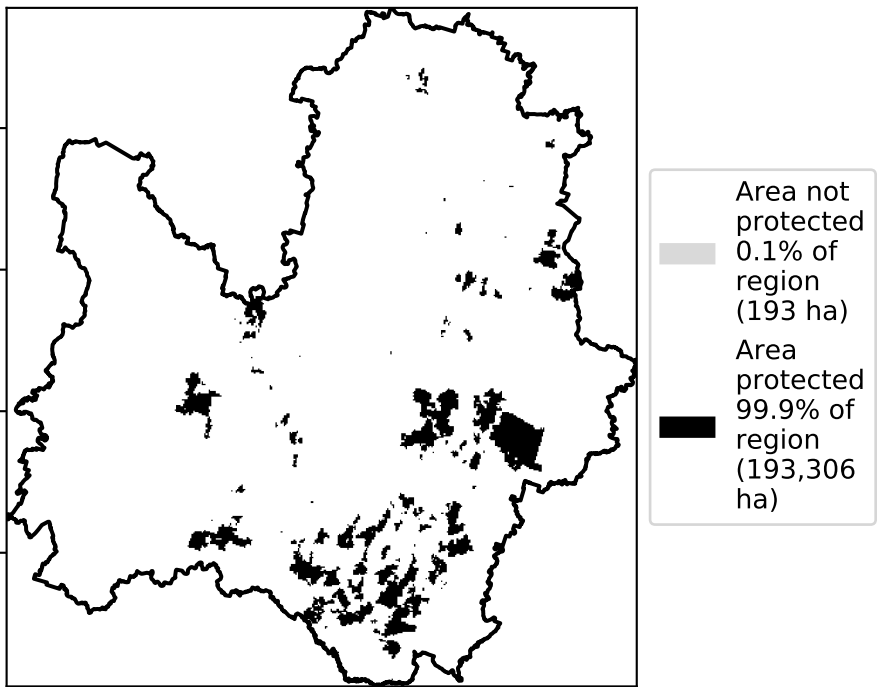 Area not
protected
0.1% of
region
(193 ha)
Area
protected
99.9% of
region
(193,306
ha)